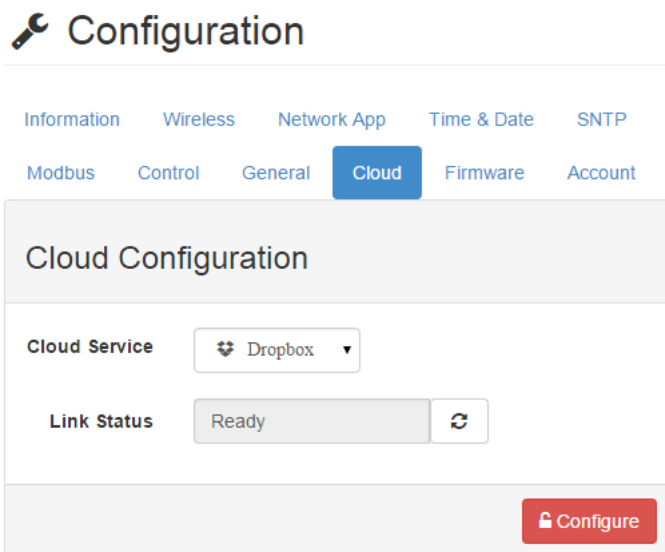 Configuration
Information Wireless Network App Time & Date SNTP
Modbus Control General Cloud Firmware Account
Cloud Configuration
Cloud Service Dropbox
Link Status Ready
Configure